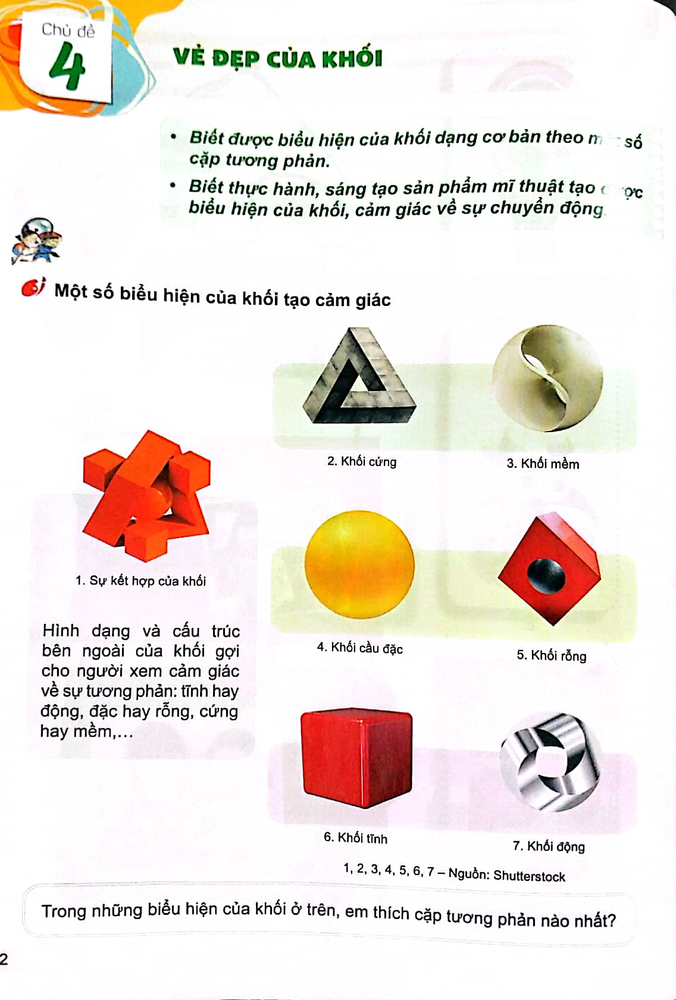 Chủ đề
4
VẺ ĐẸP CỦA KHỐI
• Biết được biểu hiện của khối dạng cơ bản theo số
cặp tương phản.
• Biết thực hành, sáng tạo sản phẩm mĩ thuật tạo
biểu hiện của khối, cảm giác về sự chuyển động.
Một số biểu hiện của khối tạo cảm giác
2. Khối cứng
3. Khối mềm
1. Sự kết hợp của khối
Hình dạng và cấu trúc
bên ngoài của khối gợi
cho người xem cảm giác
về sự tương phản: tĩnh hay
động, đặc hay rỗng, cứng
hay mềm,...
4. Khối cầu đặc
5. Khối rỗng
6. Khối tĩnh
7. Khối động
1, 2, 3, 4, 5, 6, 7 – Nguồn: Shutterstock
Trong những biểu hiện của khối ở trên, em thích cặp tương phản nào nhất?
2